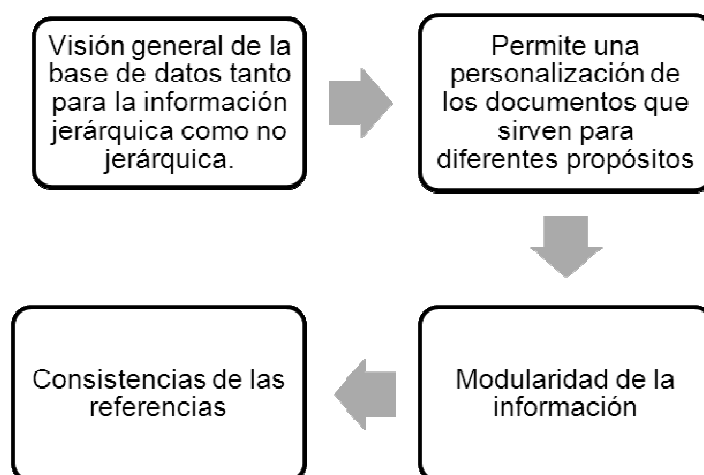 Visión general de la
base de datos tanto
para la información
jerárquica como no
jerárquica.
Permite una
personalización de
los documentos que
sirven para
diferentes propósitos
Modularidad de la
información
Consistencias de las
referencias